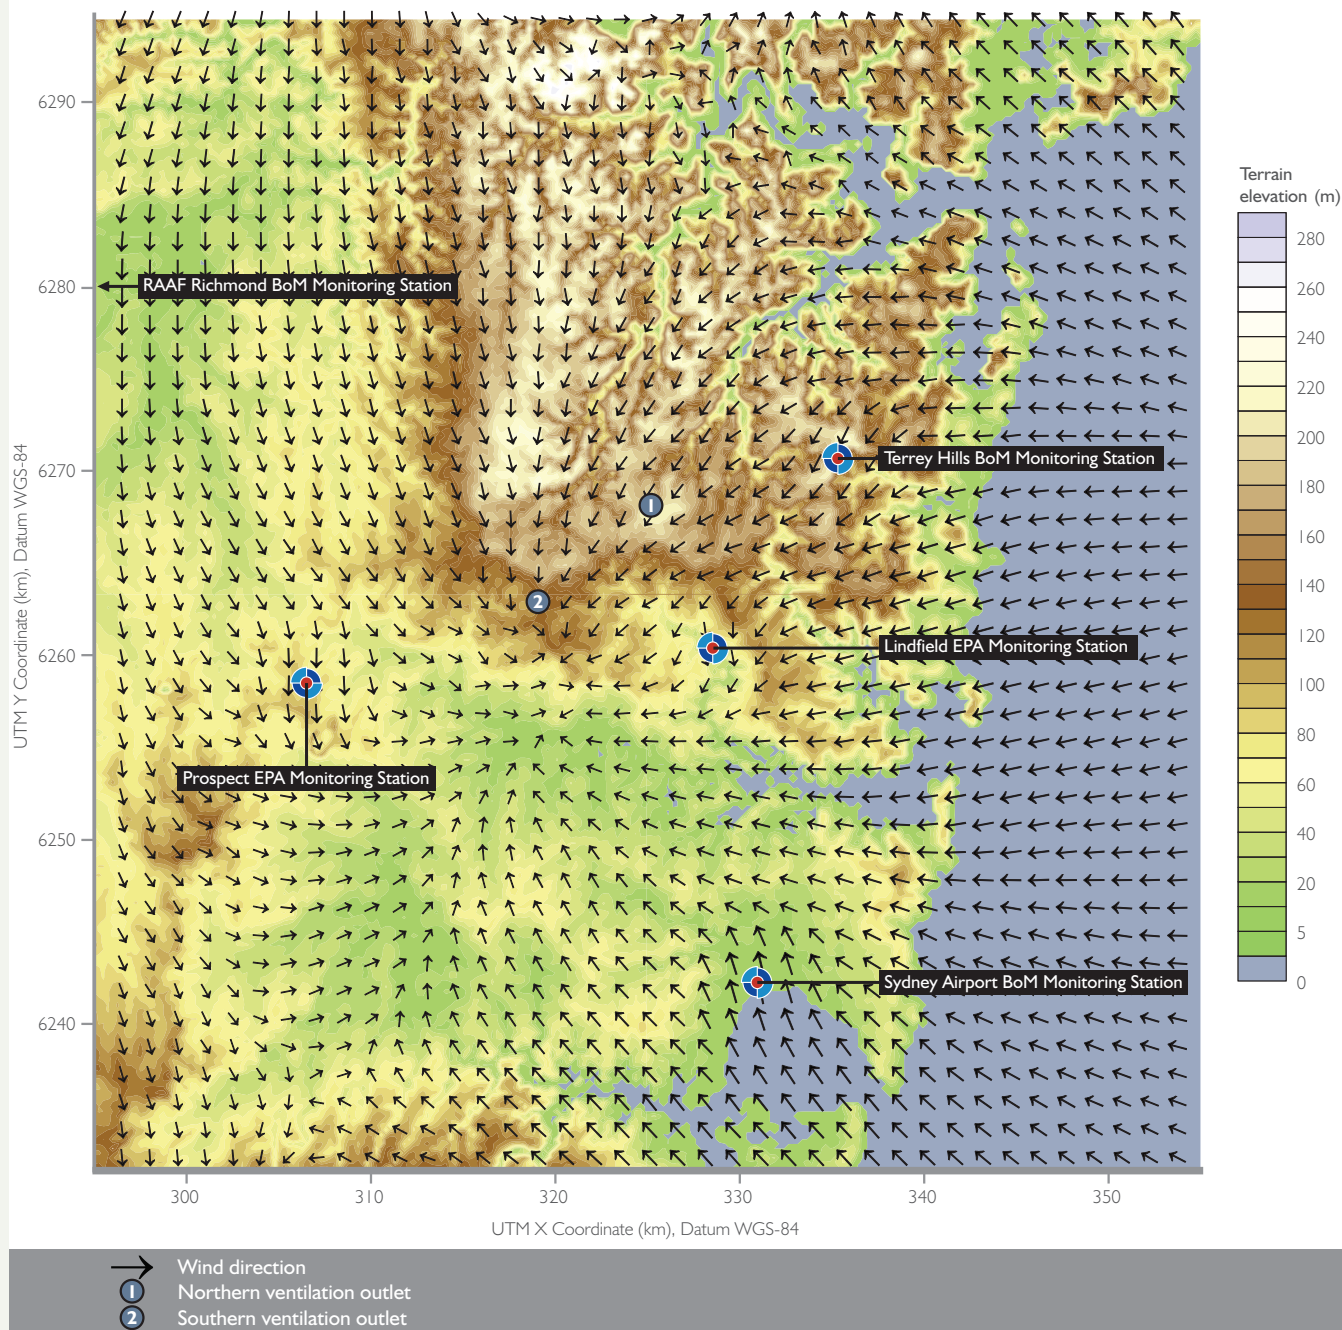 6290
6280
6270
6260
6250
6240
UTM Y Coordinate (km), Datum WGS-84
RAAF Richmond BoM Monitoring Station
Terrey Hills BoM Monitoring Station
1
2
Lindfield EPA Monitoring Station
Prospect EPA Monitoring Station
Sydney Airport BoM Monitoring Station
300
310
320
330
340
350
UTM X Coordinate (km), Datum WGS-84
Terrain
elevation (m)
280
260
240
220
200
180
160
140
120
100
80
60
40
20
5
0
Wind direction
1 Northern ventilation outlet
2 Southern ventilation outlet